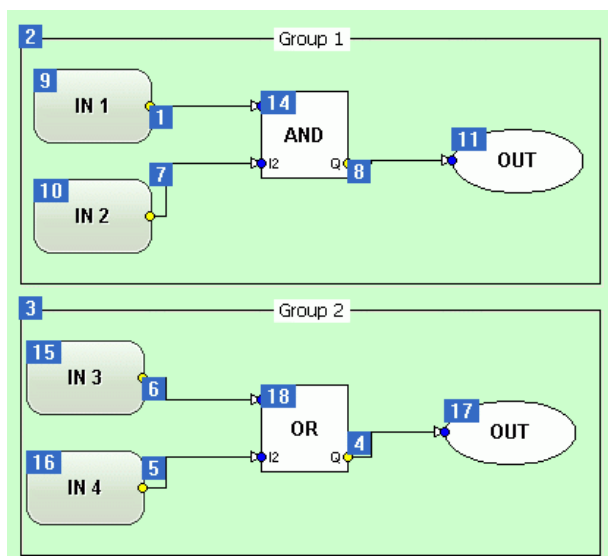 2
Group 1
9
IN 1
1
14
AND
I2
Q
8
11
OUT
7
10
IN 2
3
Group 2
15
IN 3
6
18
OR
I2
Q
4
17
OUT
5
16
IN 4